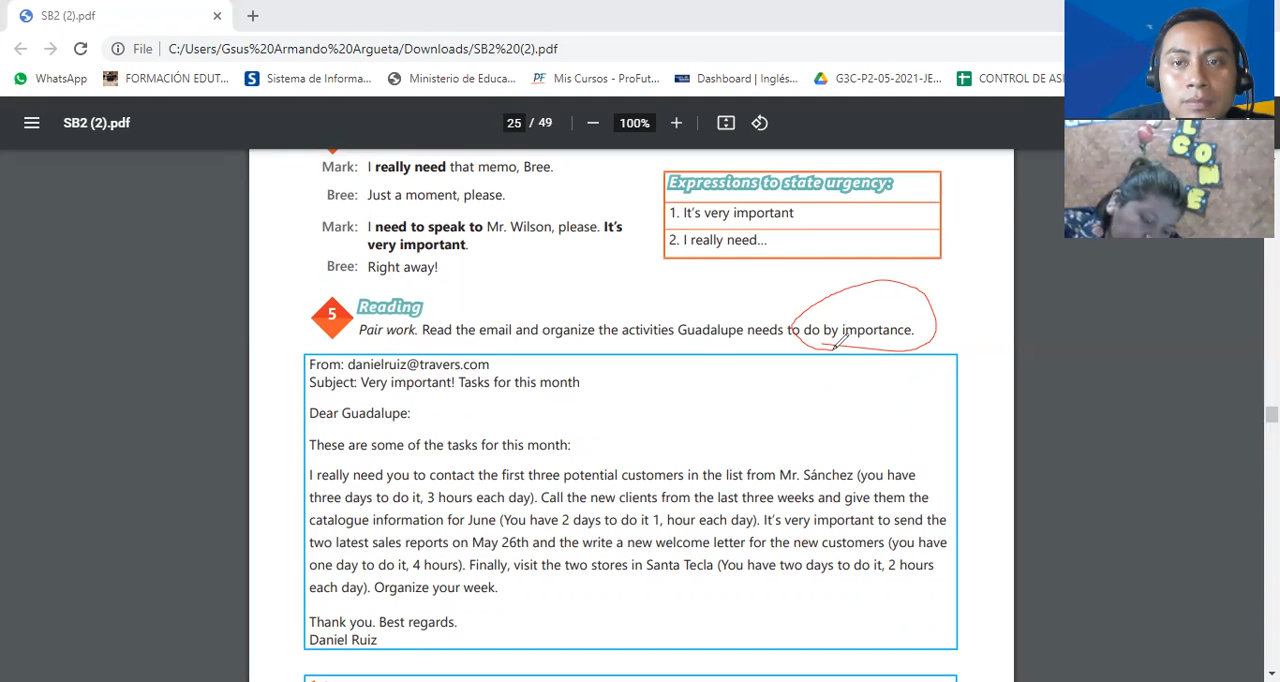 SB2 (2).pdf
File | C:/Users/Gsus%20Armando%20Argueta/Downloads/SB2%20(2).pdf
WhatsApp FORMACIÓN EDUT... Sistema de Informa... Ministerio de Educa... Mis Cursos - ProFut... Dashboard | Inglés,... G3C-P2-05-2021-JE... CONTROL DE ASI
SB2 (2).pdf 25 / 49 100%
Mark: I really need that memo, Bree.
Bree: Just a moment, please.
Mark: I need to speak to Mr. Wilson, please. It's
very important.
Bree: Right away!
Expressions to state urgency:
1. It's very important
2. I really need...
5 Reading
Pair work. Read the email and organize the activities Guadalupe needs to do by importance.
From: danielruiz@travers.com
Subject: Very important! Tasks for this month
Dear Guadalupe:
These are some of the tasks for this month:
I really need you to contact the first three potential customers in the list from Mr. Sánchez (you have
three days to do it, 3 hours each day). Call the new clients from the last three weeks and give them the
catalogue information for June (You have 2 days to do it 1, hour each day). It's very important to send the
two latest sales reports on May 26th and the write a new welcome letter for the new customers (you have
one day to do it, 4 hours). Finally, visit the two stores in Santa Tecla (You have two days to do it, 2 hours
each day). Organize your week.
Thank you. Best regards.
Daniel Ruiz